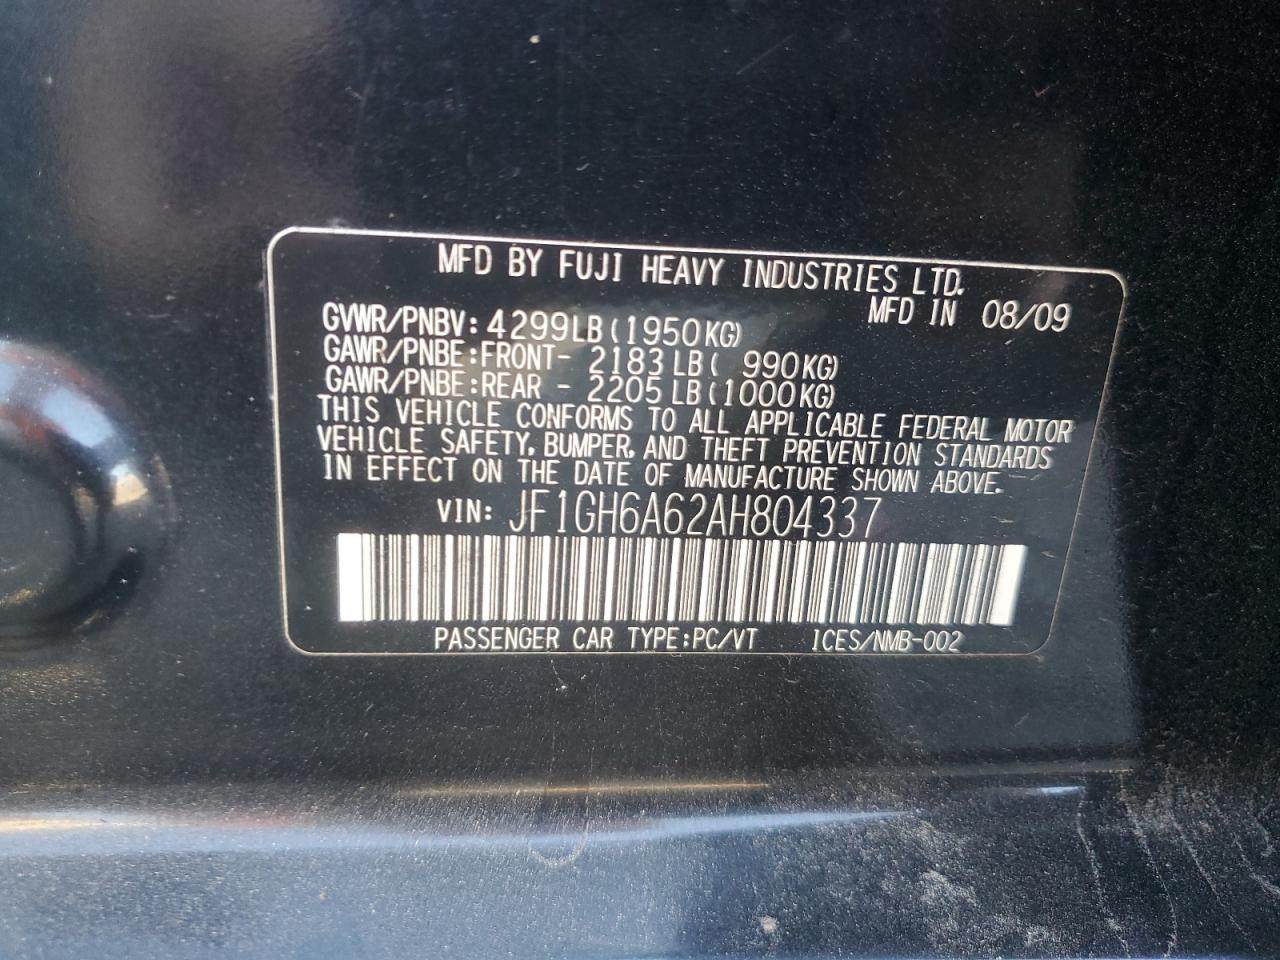 MFD BY FUJI HEAVY INDUSTRIES LTD.
MFD IN 08/09
GVWR/PNBV: 4299LB(1950KG)
GAWR/PNBE:FRONT- 2183LB( 990KG)
GAWR/PNBE:REAR - 2205LB(1000KG)
THIS VEHICLE CONFORMS TO ALL APPLICABLE FEDERAL MOTOR
VEHICLE SAFETY, BUMPER, AND THEFT PREVENTION STANDARDS
IN EFFECT ON THE DATE OF MANUFACTURE SHOWN ABOVE.
VIN: JF1GH6A62AH804337
PASSENGER CAR TYPE:PC/VT ICES/NMB-002